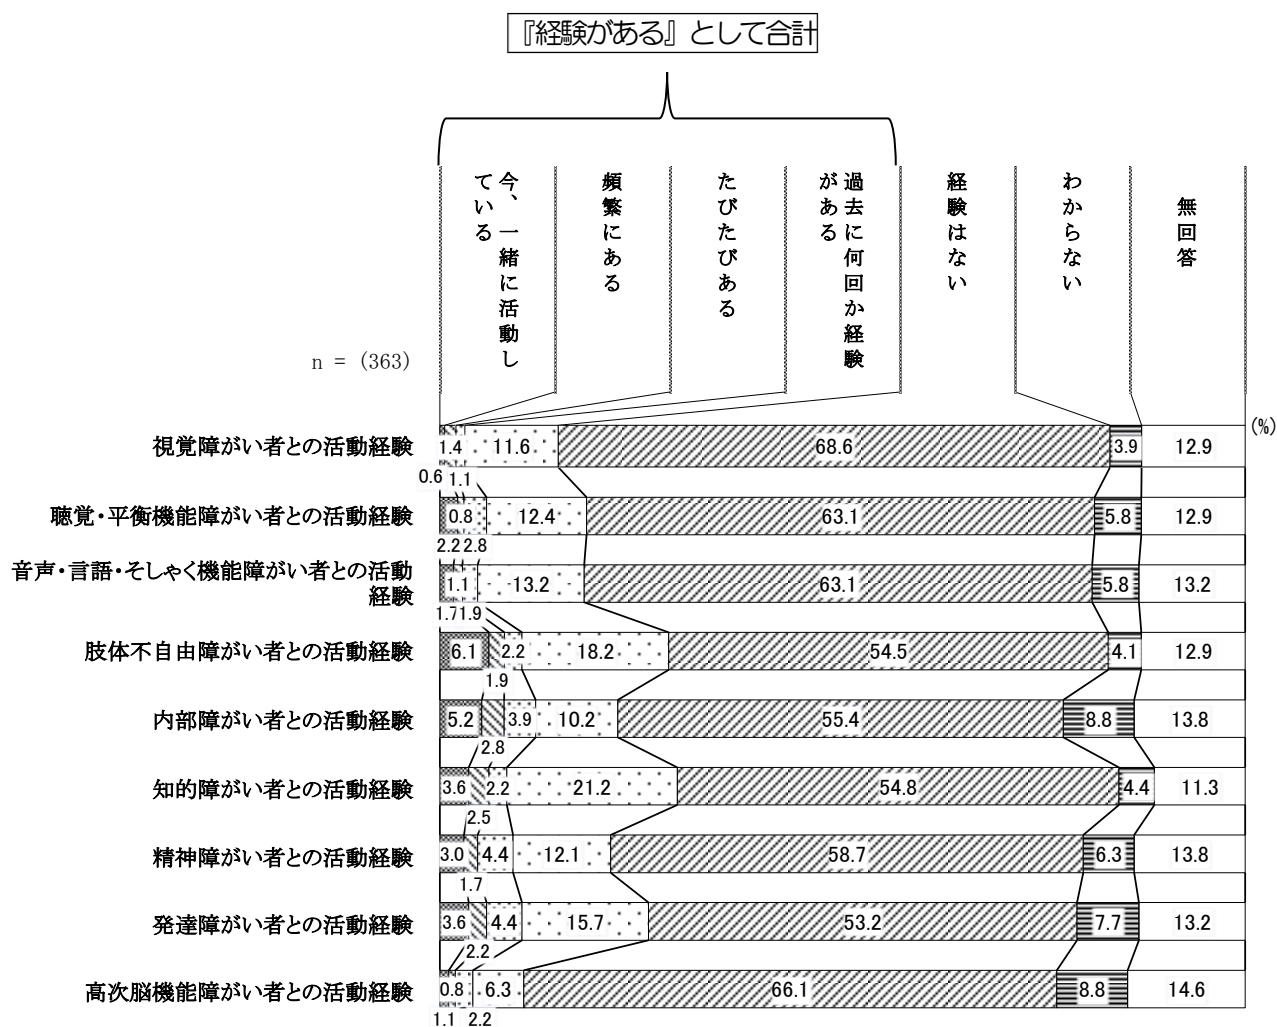 『経験がある』として合計
今、一緒に活動し
ている
頻繁にある
たびたびある
過去に何回か経験
がある
経験はない
わからない
無回答
n = (363)
(%)
視覚障がい者との活動経験
1.4 11.6 68.6 3.9 12.9
0.6 1.1
聴覚・平衡機能障がい者との活動経験
0.8 12.4 63.1 5.8 12.9
2.2 2.8
音声・言語・そしゃく機能障がい者との活動
経験
1.1 13.2 63.1 5.8 13.2
1.7 1.9
肢体不自由障がい者との活動経験
6.1 2.2 18.2 54.5 4.1 12.9
1.9
内部障がい者との活動経験
5.2 3.9 10.2 55.4 8.8 13.8
2.8
知的障がい者との活動経験
3.6 2.2 21.2 54.8 4.4 11.3
2.5
精神障がい者との活動経験
3.0 4.4 12.1 58.7 6.3 13.8
1.7
発達障がい者との活動経験
3.6 4.4 15.7 53.2 7.7 13.2
2.2
高次脳機能障がい者との活動経験
0.8 6.3 66.1 8.8 14.6
1.1 2.2